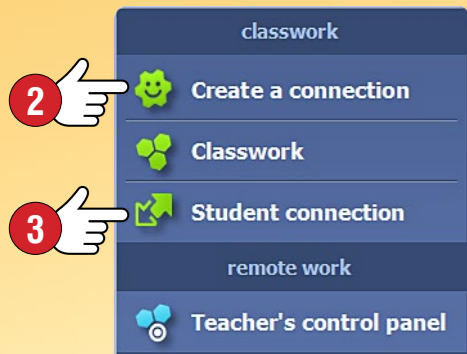 classwork
2
Create a connection
Classwork
3
Student connection
remote work
Teacher's control panel